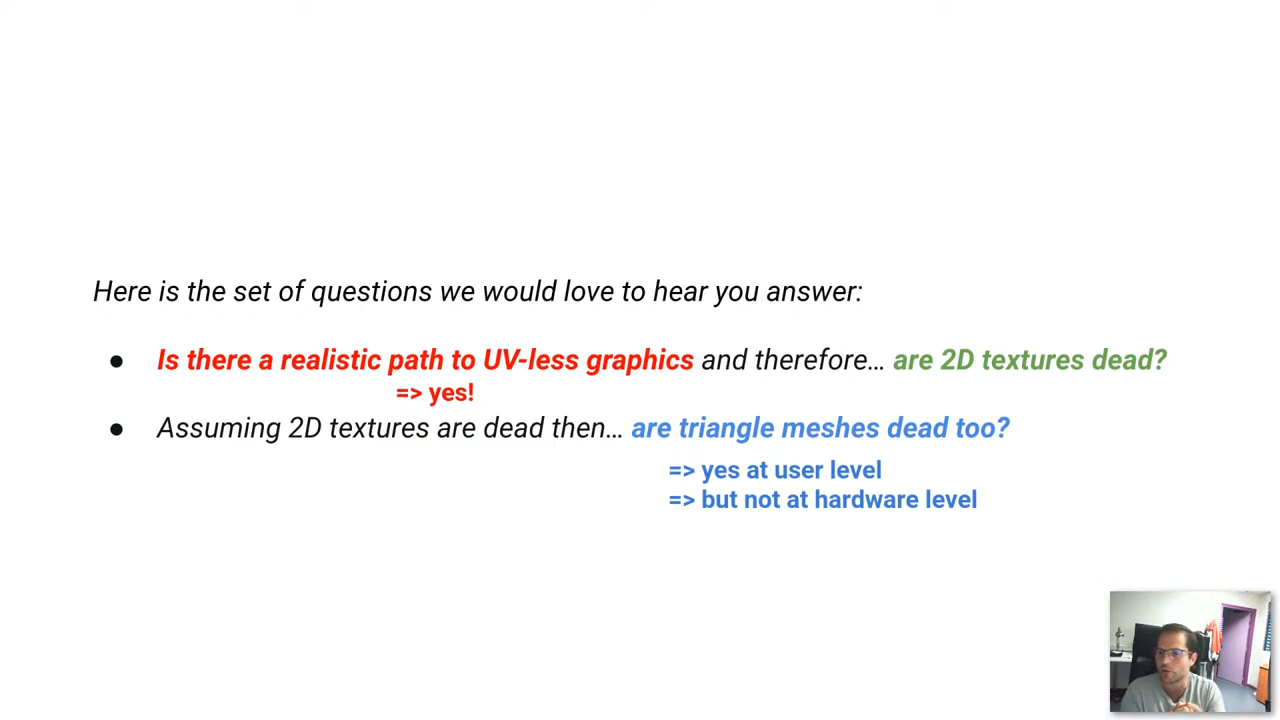 Here is the set of questions we would love to hear you answer:
● Is there a realistic path to UV-less graphics and therefore… are 2D textures dead?
=> yes!
● Assuming 2D textures are dead then… are triangle meshes dead too?
=> yes at user level
=> but not at hardware level